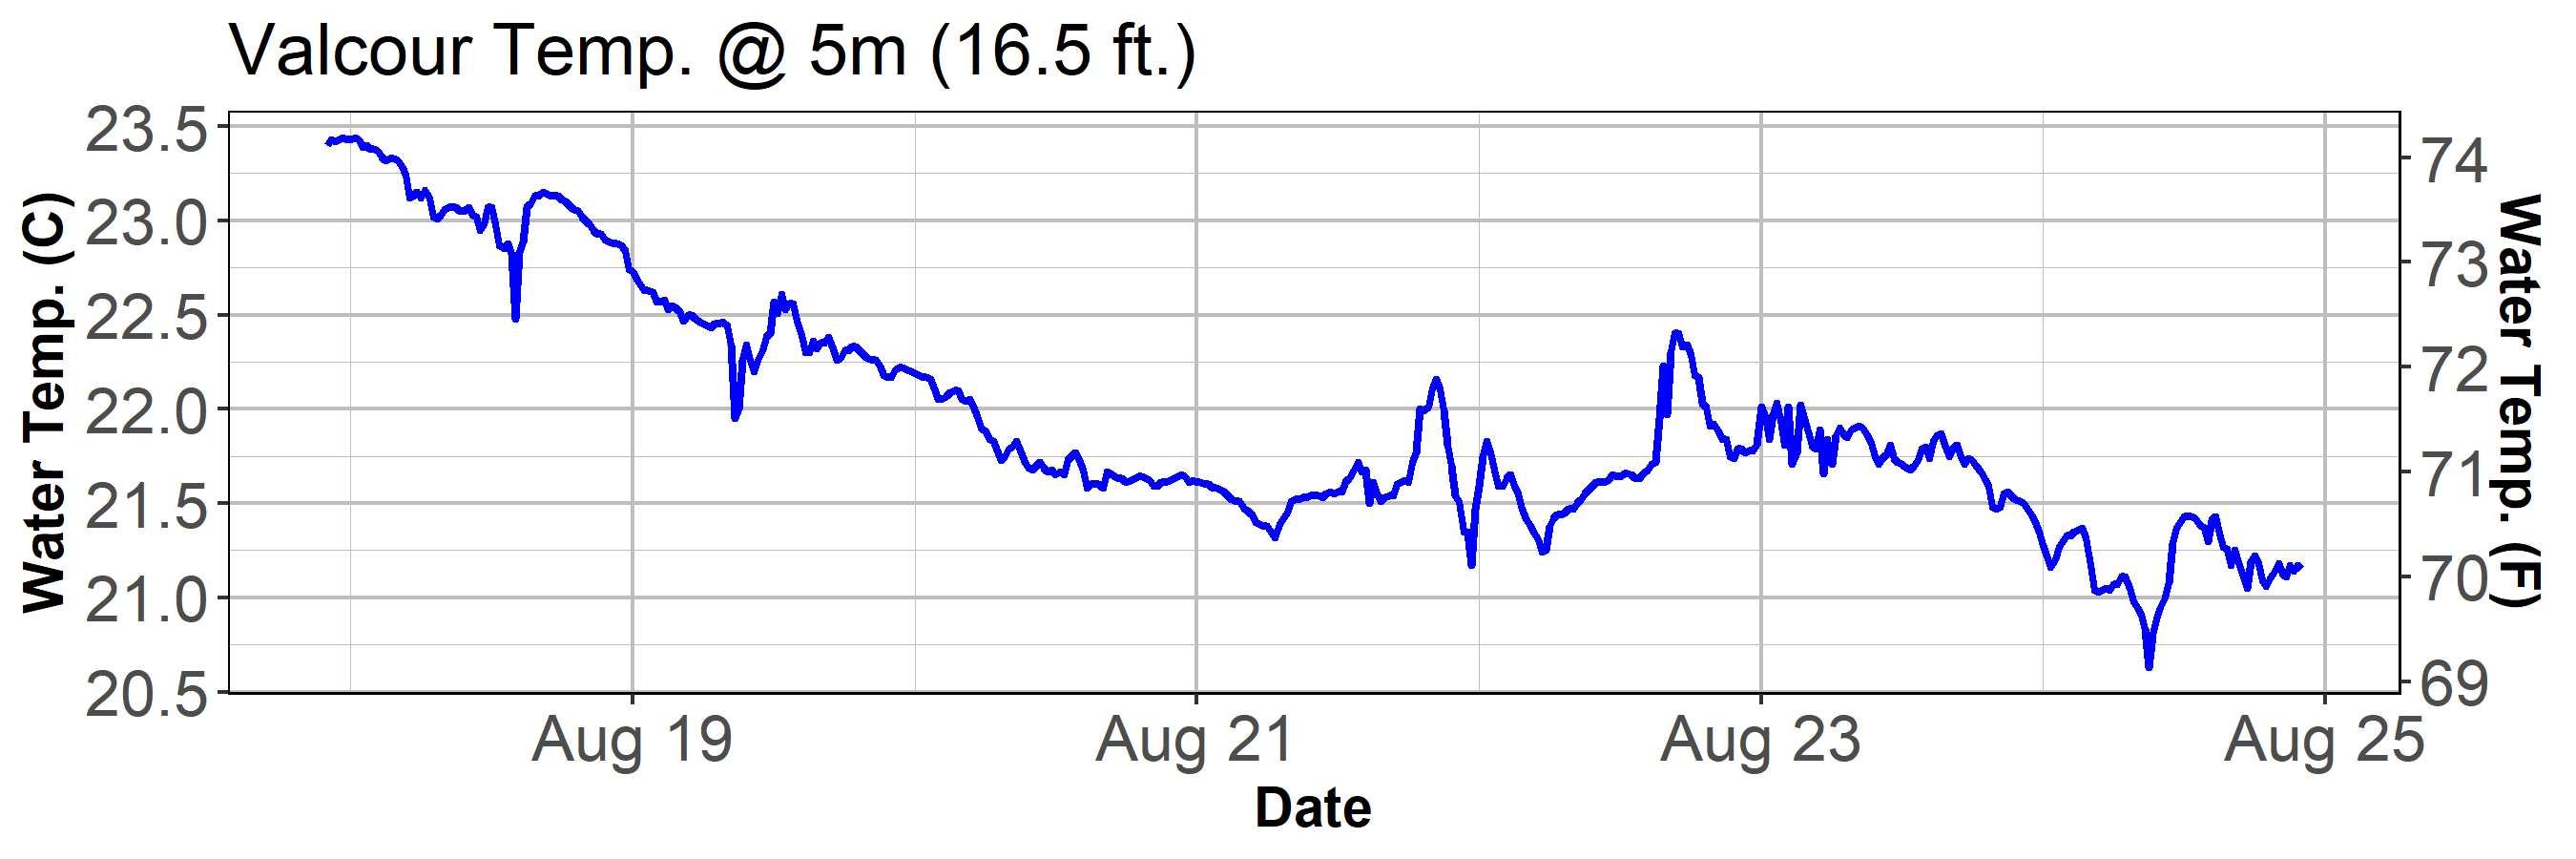 Valcour Temp. @ 5m (16.5 ft.)
Water Temp. (C)
23.5
23.0
22.5
22.0
21.5
21.0
20.5
74
73
72
71
70
69
Water Temp. (F)
Aug 19
Aug 21
Aug 23
Aug 25
Date